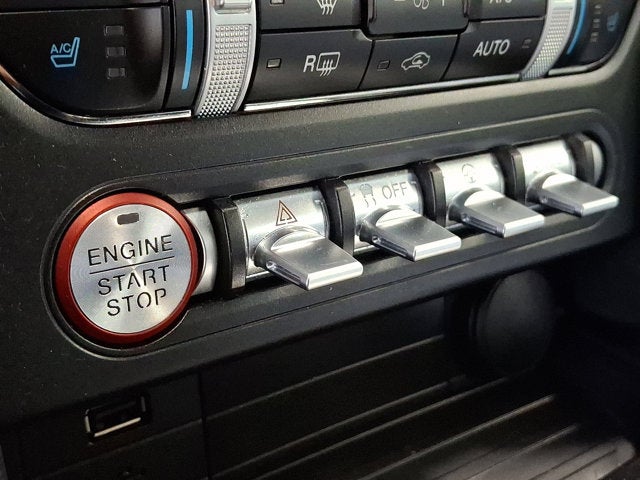 A/C
A/C
R
AUTO
OFF
ENGINE
START
STOP